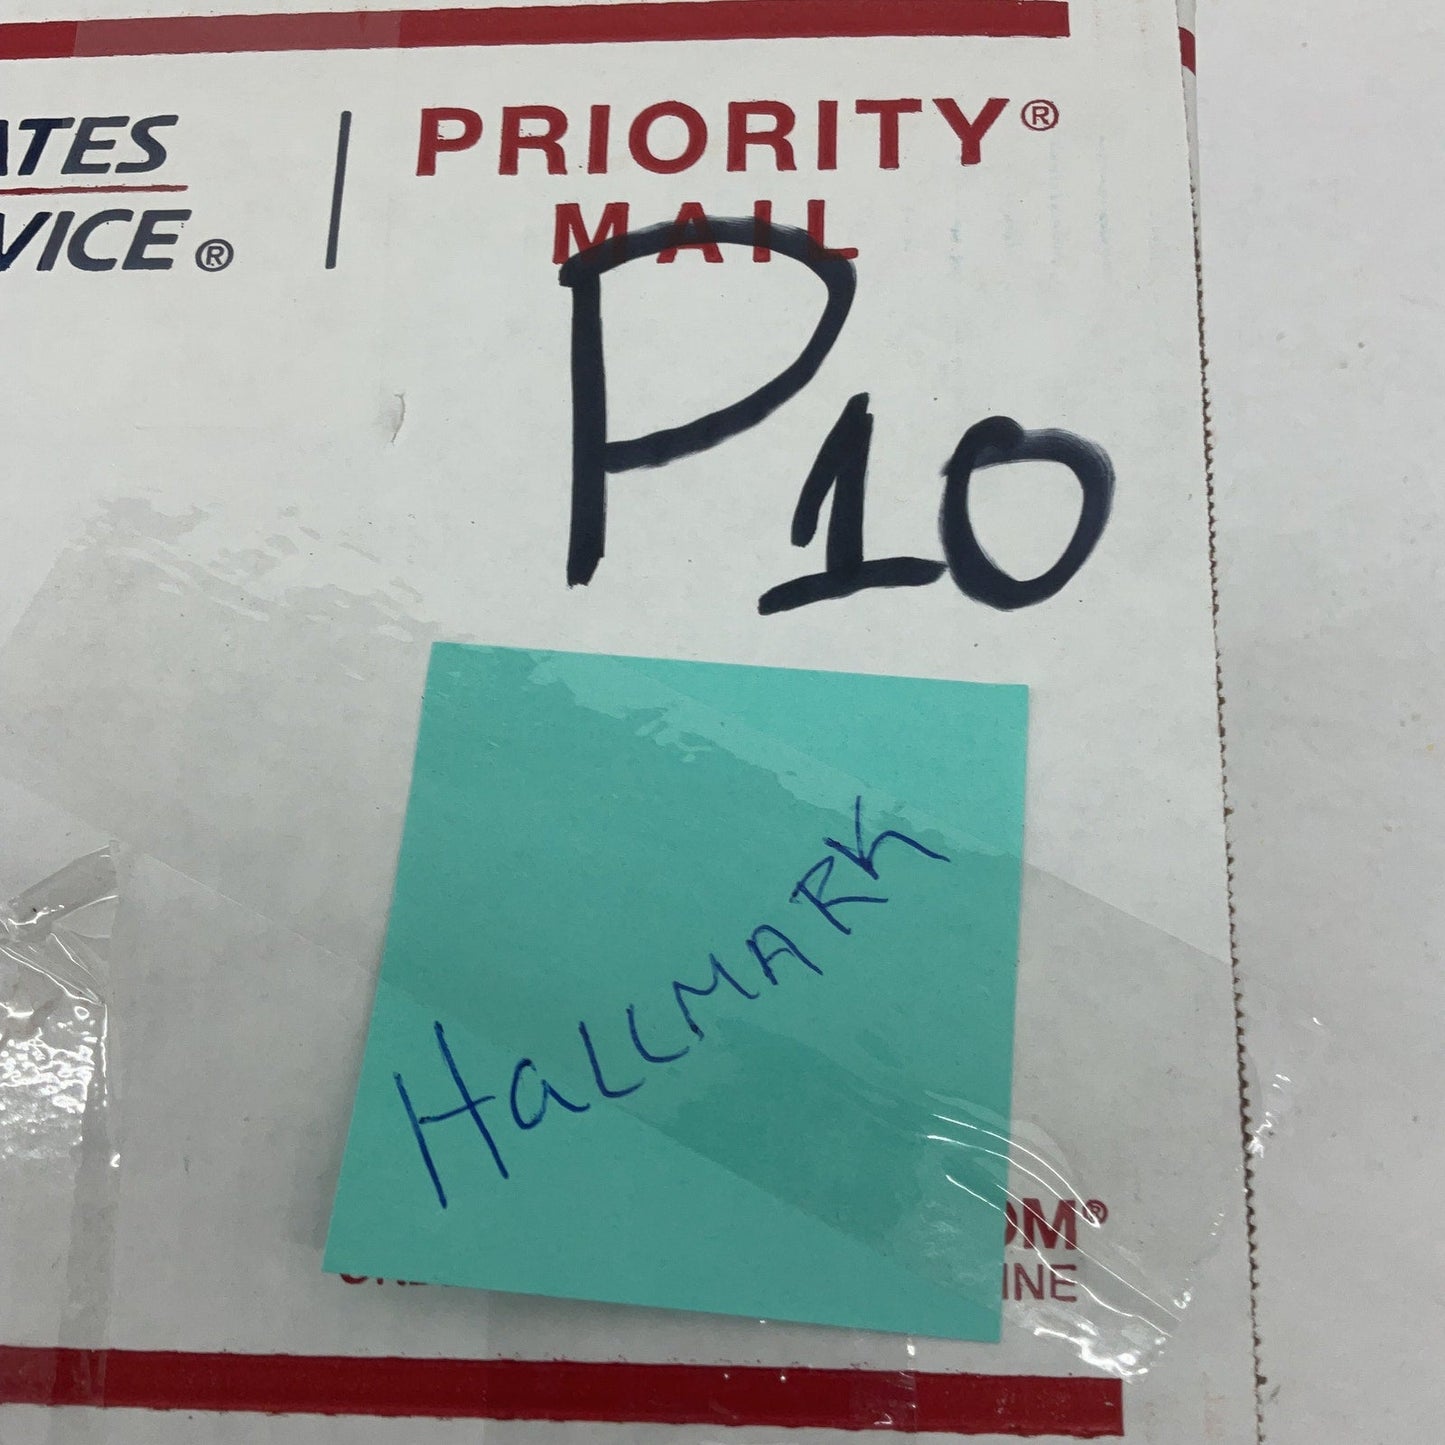 ATES
VICE®
PRIORITY®
MAIL
P10
HaLLMARK
OM®
INE